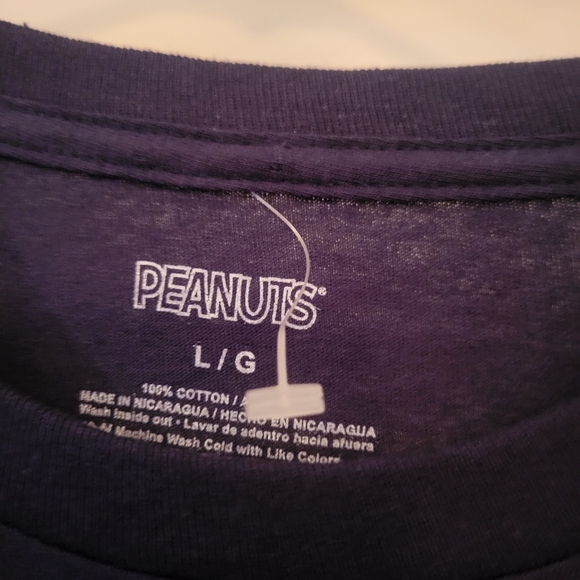 PEANUTS®
L / G
100% COTTON /
MADE IN NICARAGUA / HECHO EN NICARAGUA
Wash inside out • Lavar de adentro hacia afuera
Machine Wash Cold with Like Colors